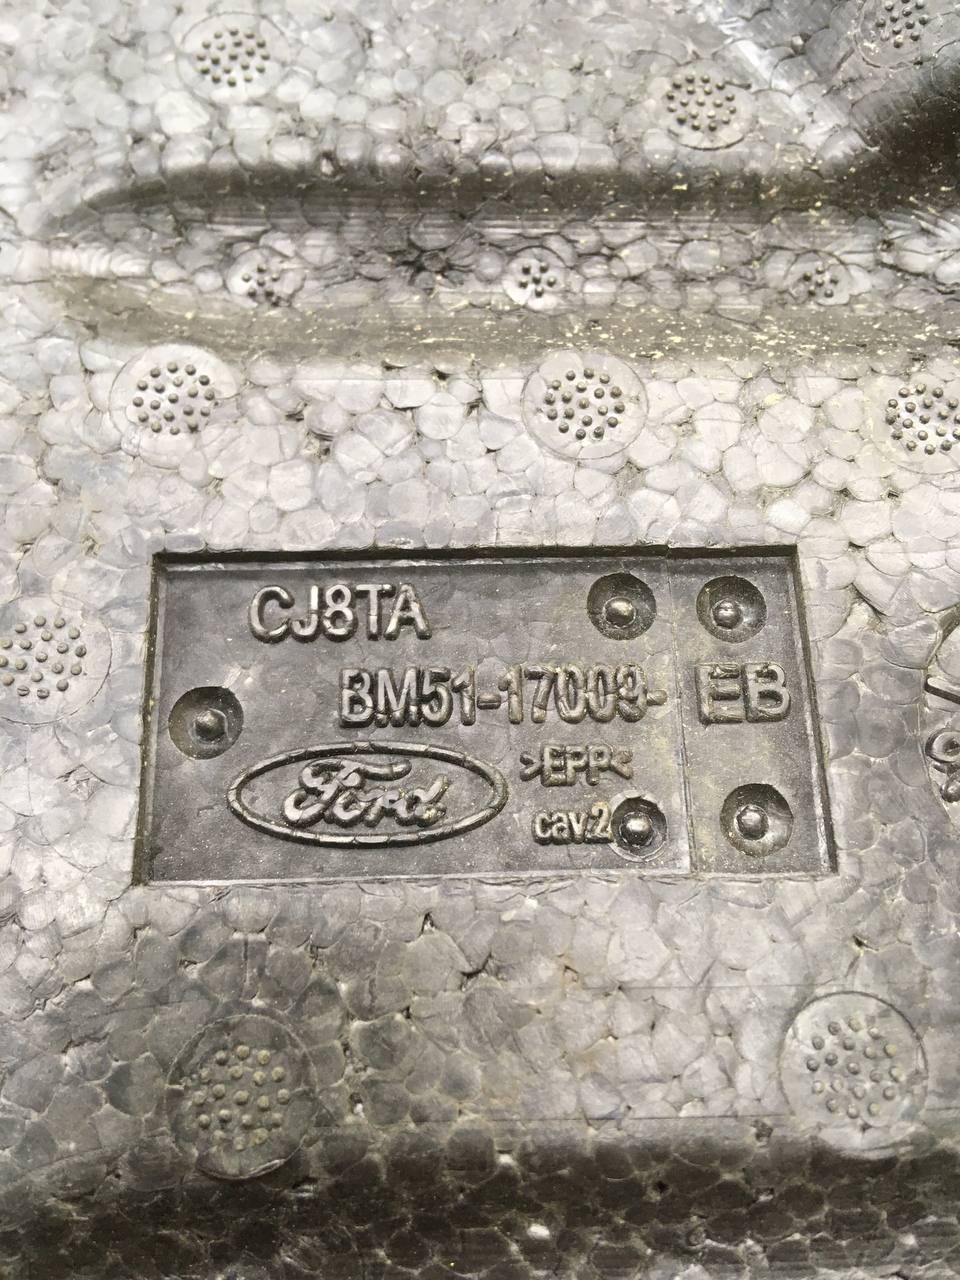 CJ8TA
BM51-17009- EB
Ford
>EPP<
cav.2